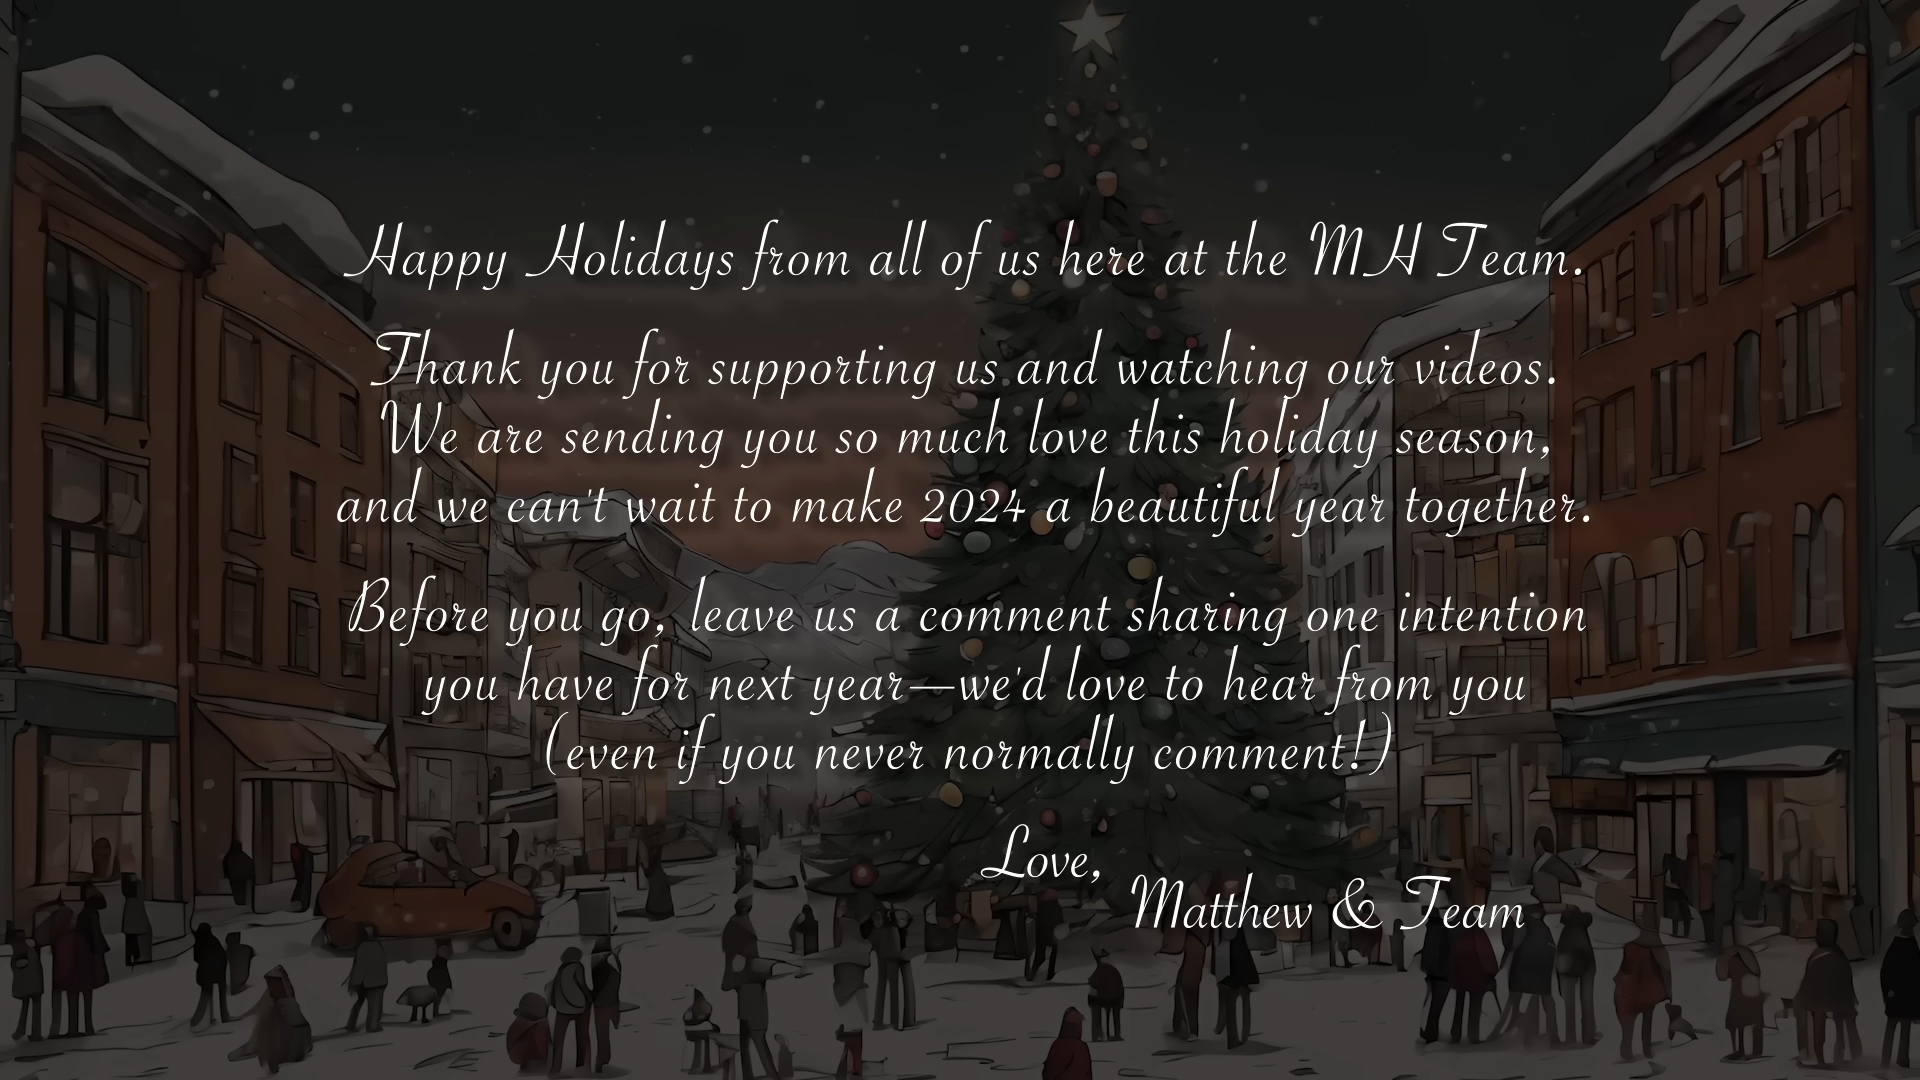 Happy Holidays from all of us here at the MH Team.
Thank you for supporting us and watching our videos.
We are sending you so much love this holiday season,
and we can't wait to make 2024 a beautiful year together.
Before you go, leave us a comment sharing one intention
you have for next year—we'd love to hear from you
(even if you never normally comment!)
Love,
Matthew & Team